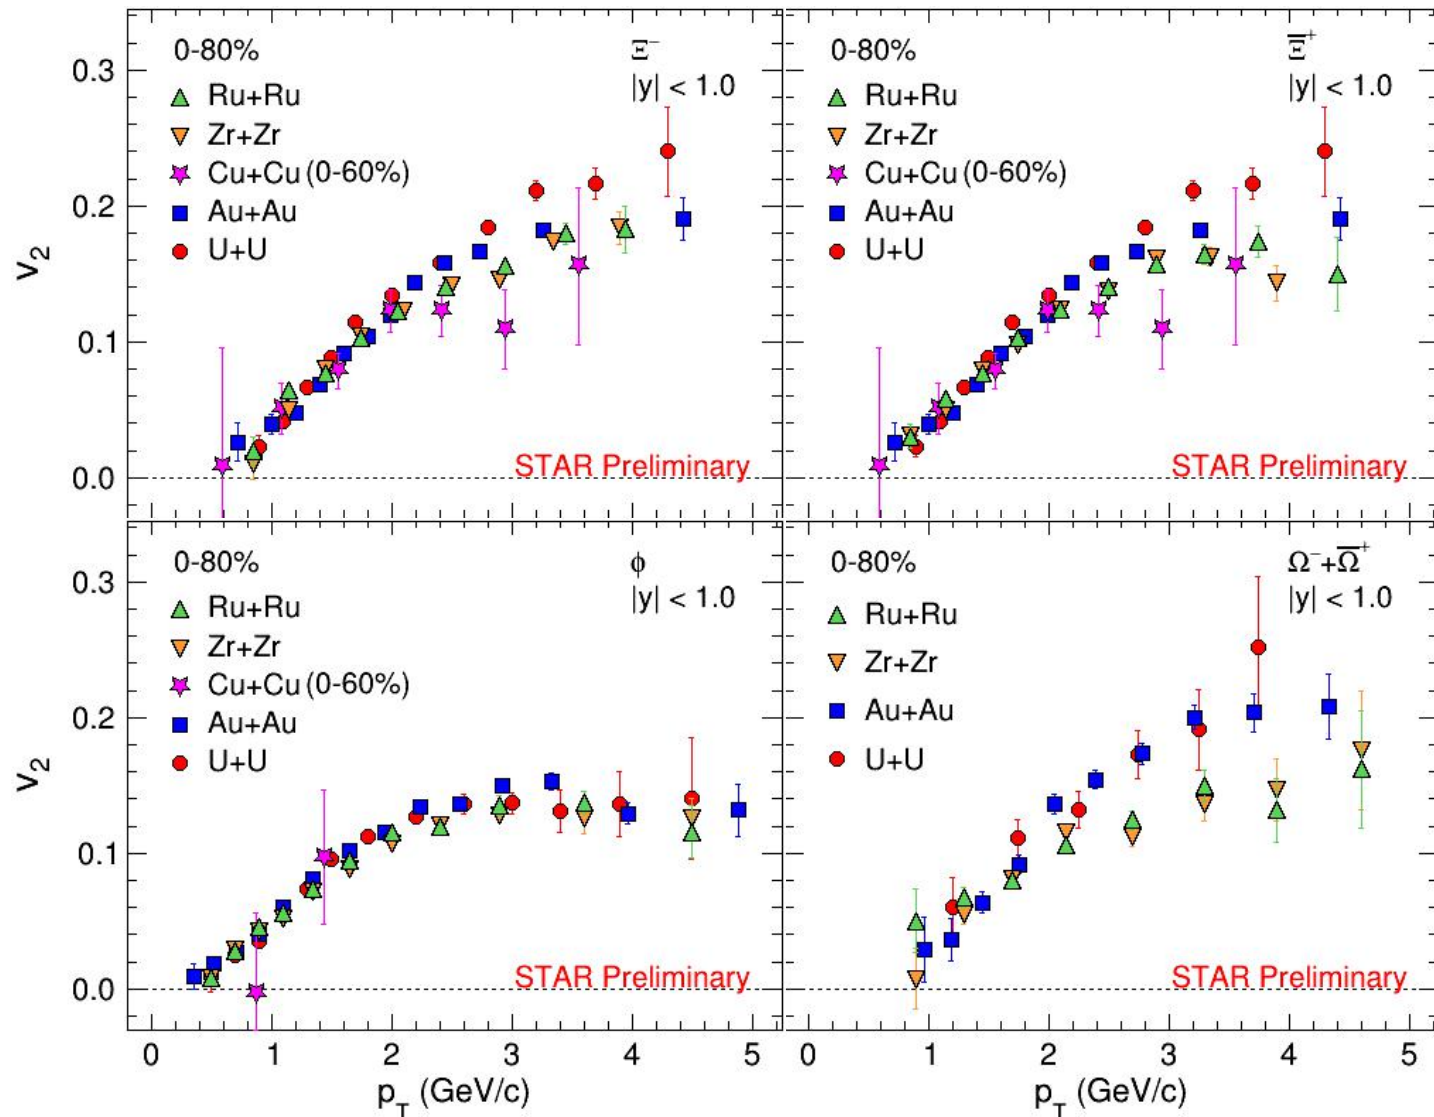 0-80%
Ξ⁻
|y| < 1.0
Ru+Ru
Zr+Zr
Cu+Cu (0-60%)
Au+Au
U+U
STAR Preliminary
v₂
0.3
0.2
0.1
0.0
0-80%
Ξ̅⁺
|y| < 1.0
Ru+Ru
Zr+Zr
Cu+Cu (0-60%)
Au+Au
U+U
STAR Preliminary
0-80%
ϕ
|y| < 1.0
Ru+Ru
Zr+Zr
Cu+Cu (0-60%)
Au+Au
U+U
STAR Preliminary
v₂
0.3
0.2
0.1
0.0
0 1 2 3 4 5
p_T (GeV/c)
0-80%
Ω⁻+Ω̅⁺
|y| < 1.0
Ru+Ru
Zr+Zr
Au+Au
U+U
STAR Preliminary
1 2 3 4 5
p_T (GeV/c)